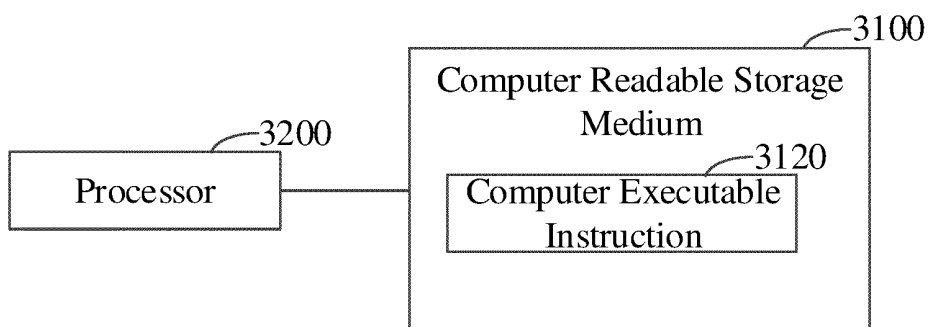 3100
Computer Readable Storage
Medium
3200
Processor
3120
Computer Executable
Instruction